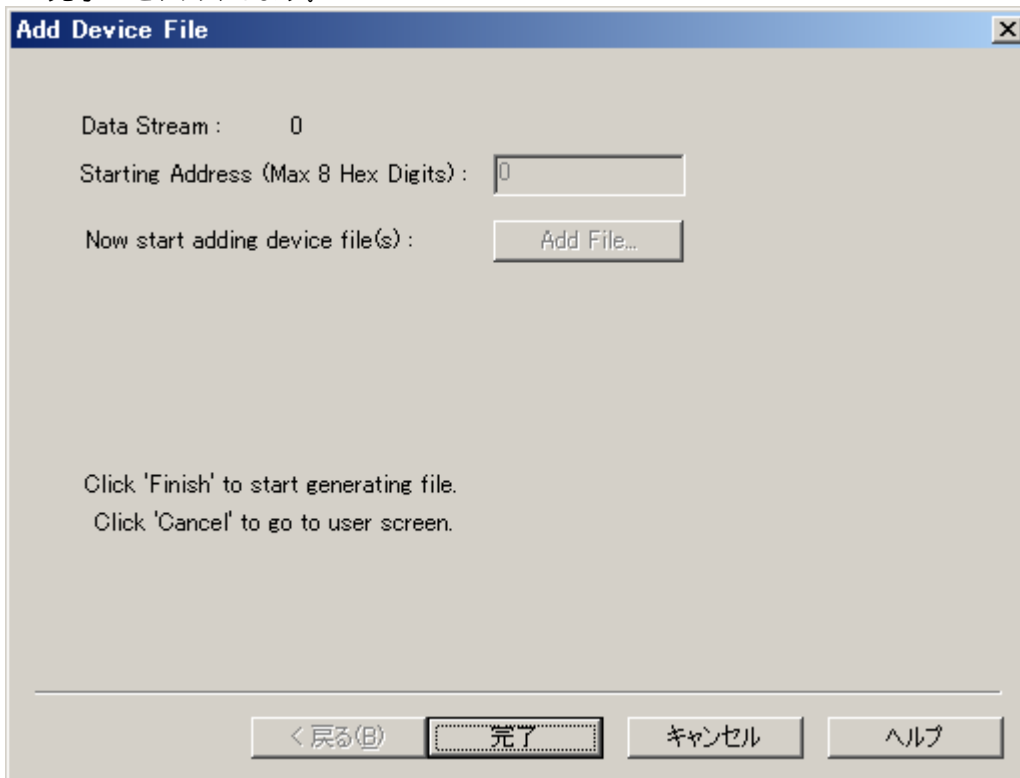 Add Device File
Data Stream : 0
Starting Address (Max 8 Hex Digits) : 0
Now start adding device file(s) : Add File...
Click 'Finish' to start generating file.
Click 'Cancel' to go to user screen.
< 戻る(B) 完了 キャンセル ヘルプ